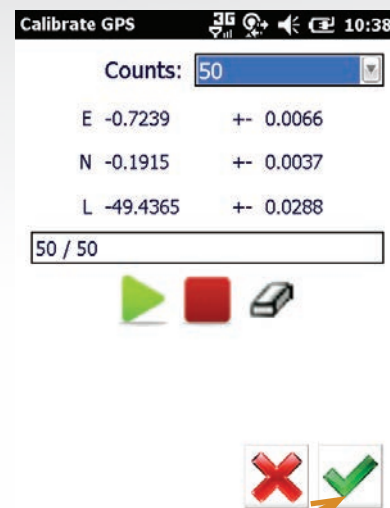 Calibrate GPS 3G 10:38
Counts: 50
E -0.7239 +- 0.0066
N -0.1915 +- 0.0037
L -49.4365 +- 0.0288
50 / 50